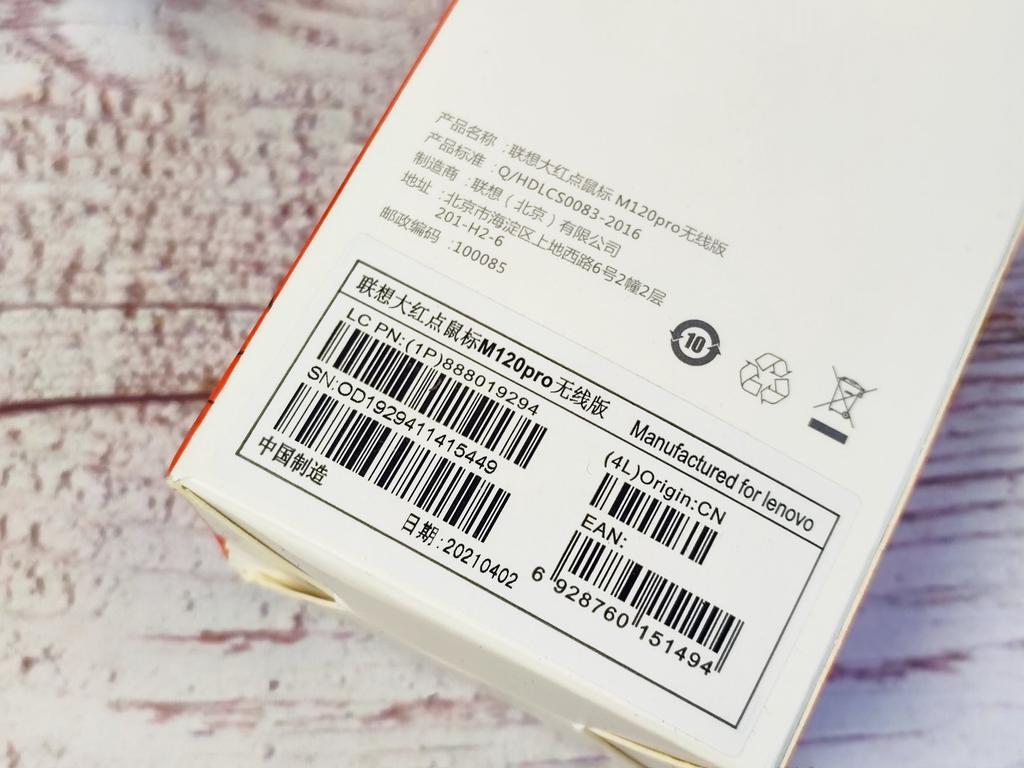 产品名称：联想大红点鼠标 M120pro无线版
产品标准：Q/HDLCS0083-2016
制造商：联想（北京）有限公司
地址：北京市海淀区上地西路6号2幢2层
201-H2-6
邮政编码：100085
10
联想大红点鼠标M120pro无线版 Manufactured for lenovo
LC PN:(1P)888019294
SN:OD1929411415449
中国制造
日期:20210402
(4L)Origin:CN
EAN:
6 928760 151494